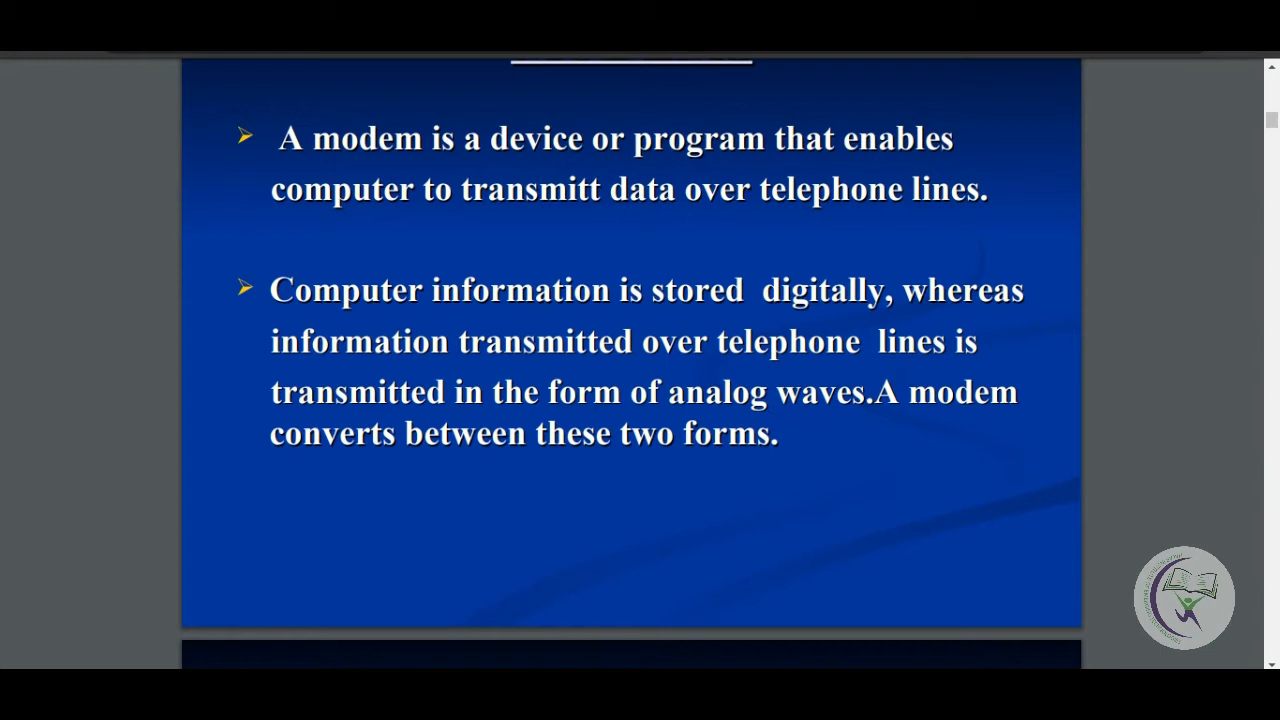 A modem is a device or program that enables
computer to transmitt data over telephone lines.
Computer information is stored digitally, whereas
information transmitted over telephone lines is
transmitted in the form of analog waves.A modem
converts between these two forms.